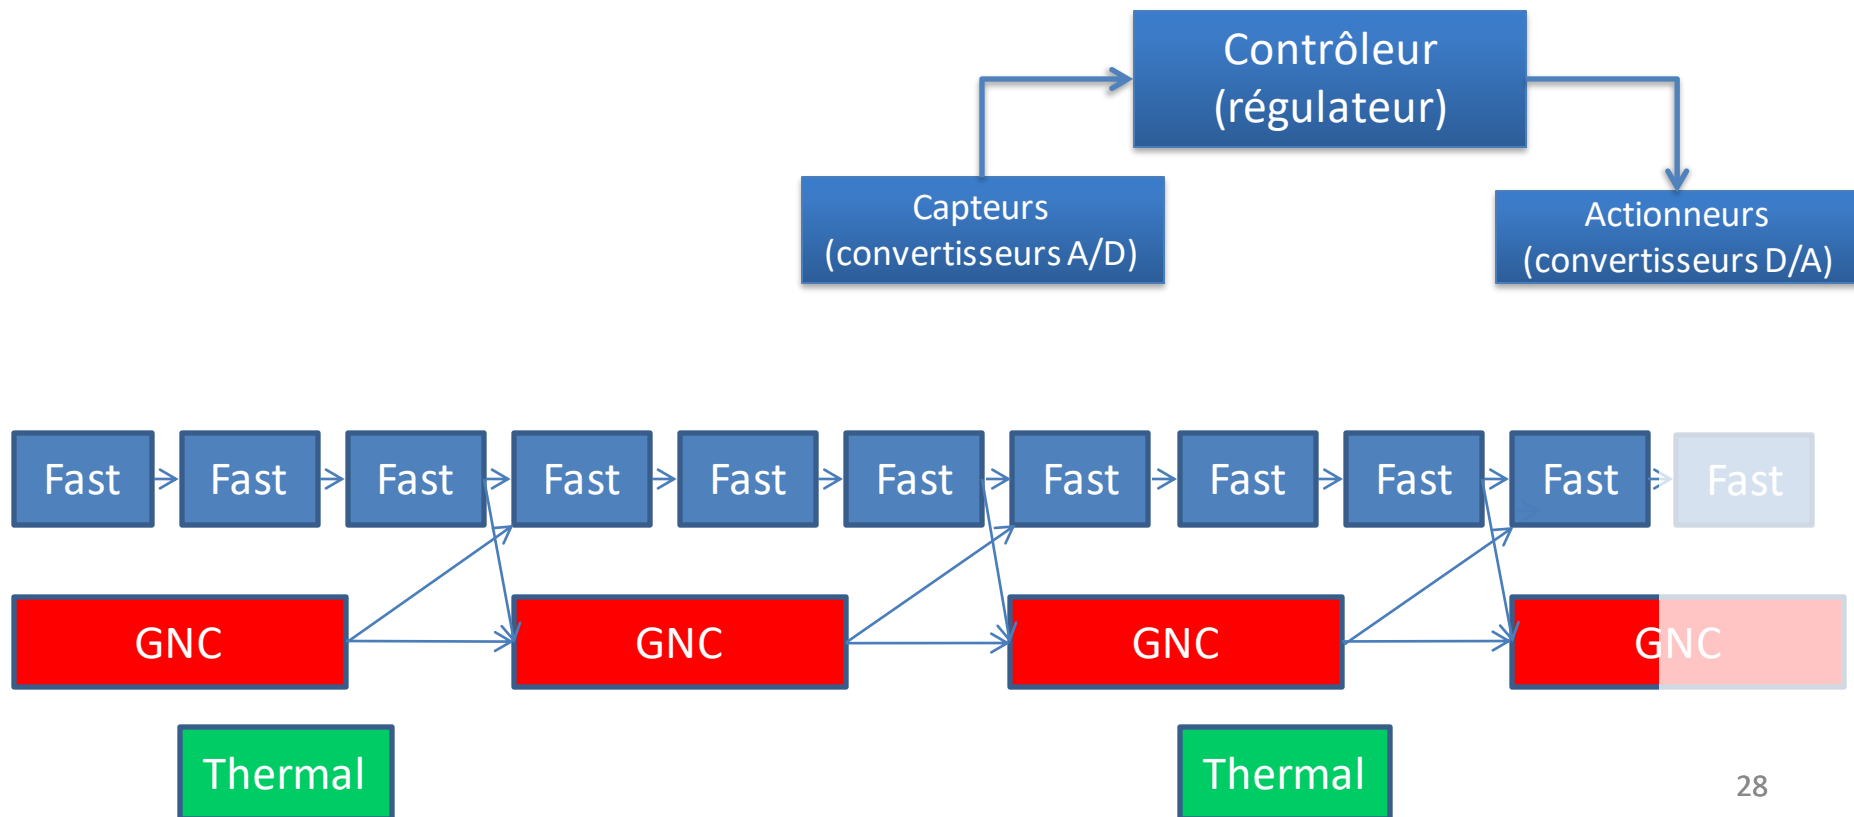 Contrôleur
(régulateur)
Capteurs
(convertisseurs A/D)
Actionneurs
(convertisseurs D/A)
Fast Fast Fast Fast Fast Fast Fast Fast Fast Fast Fast
GNC GNC GNC GNC
Thermal Thermal
28